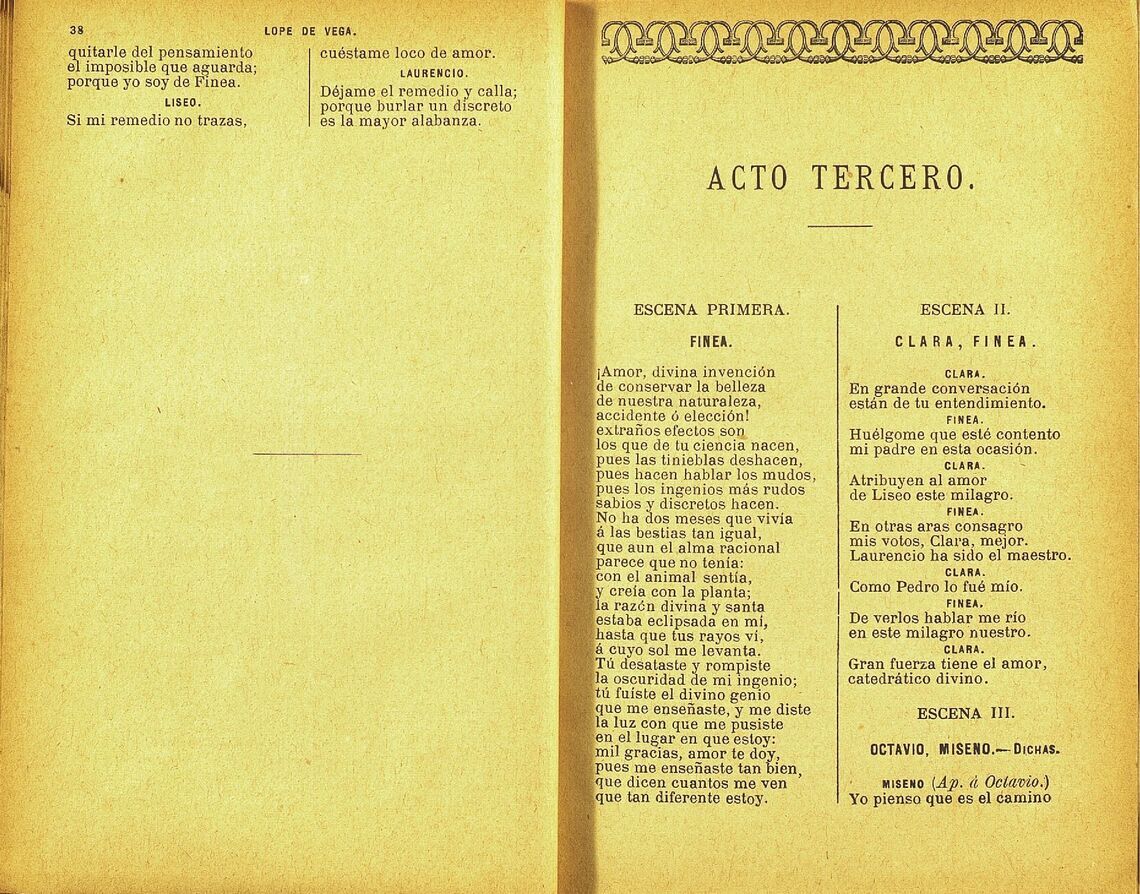 38
LOPE DE VEGA.
quitarle del pensamiento
el imposible que aguarda;
porque yo soy de Finea.
LISEO.
Si mi remedio no trazas,
cuéstame loco de amor.
LAURENCIO.
Déjame el remedio y calla;
porque burlar un discreto
es la mayor alabanza.
ACTO TERCERO.
ESCENA PRIMERA.
FINEA.
¡Amor, divina invención
de conservar la belleza
de nuestra naturaleza,
accidente ó elección!
extraños efectos son
los que de tu ciencia nacen,
pues las tinieblas deshacen,
pues hacen hablar los mudos,
pues los ingenios más rudos
sabios y discretos hacen.
No ha dos meses que vivía
á las bestias tan igual,
que aun el alma racional
parece que no tenía:
con el animal sentía,
y creía con la planta;
la razón divina y santa
estaba eclipsada en mí,
hasta que tus rayos ví,
á cuyo sol me levanta.
Tú desataste y rompiste
la oscuridad de mi ingenio;
tú fuíste el divino genio
que me enseñaste, y me diste
la luz con que me pusiste
en el lugar en que estoy:
mil gracias, amor te doy,
pues me enseñaste tan bien,
que dicen cuantos me ven
que tan diferente estoy.
ESCENA II.
CLARA, FINEA.
CLARA.
En grande conversación
están de tu entendimiento.
FINEA.
Huélgome que esté contento
mi padre en esta ocasión.
CLARA.
Atribuyen al amor
de Liseo este milagro.
FINEA.
En otras aras consagro
mis votos, Clara, mejor.
Laurencio ha sido el maestro.
CLARA.
Como Pedro lo fué mío.
FINEA.
De verlos hablar me río
en este milagro nuestro.
CLARA.
Gran fuerza tiene el amor,
catedrático divino.
ESCENA III.
OCTAVIO, MISENO.—DICHAS.
MISENO (Ap. á Octavio.)
Yo pienso que es el camino